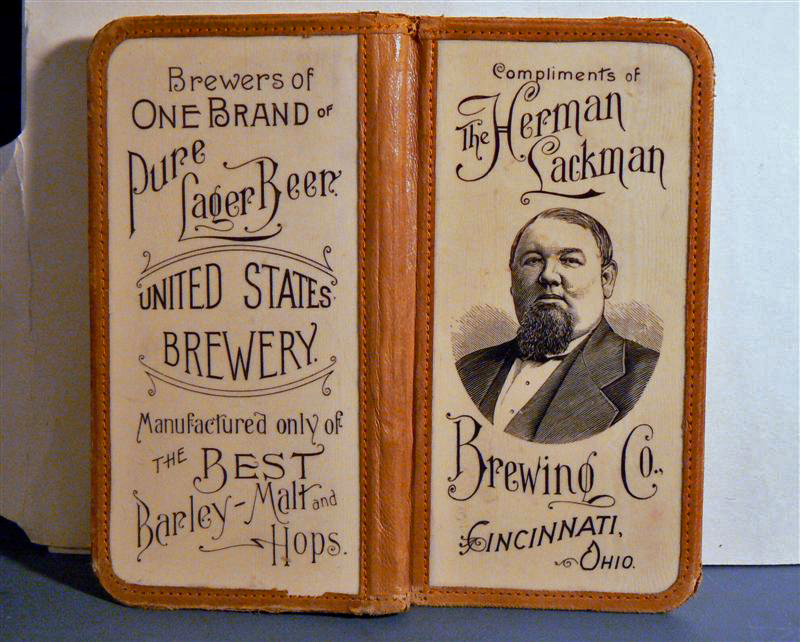 Brewers of
ONE BRAND OF
Pure
Lager Beer.
UNITED STATES
BREWERY.
Manufactured only of
THE BEST
Barley-Malt and
Hops.
Compliments of
The Herman
Lackman
Brewing Co.,
CINCINNATI,
OHIO.